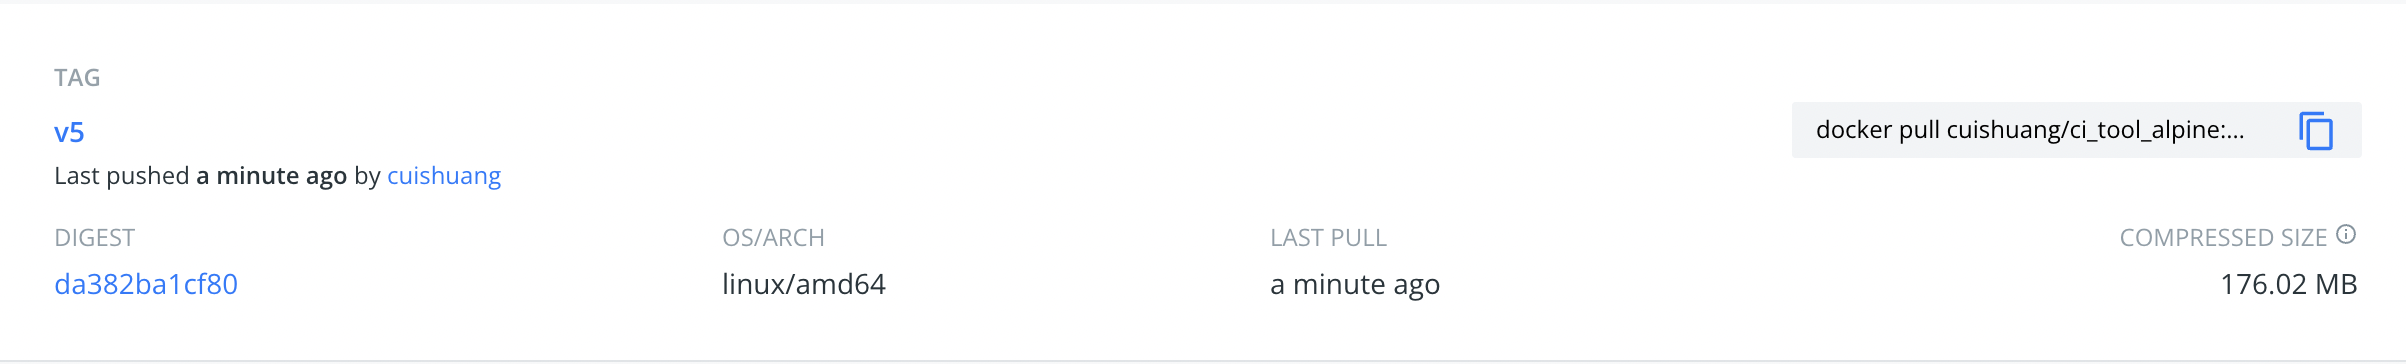 TAG
v5
docker pull cuishuang/ci_tool_alpine:...
Last pushed a minute ago by cuishuang
DIGEST
OS/ARCH
LAST PULL
COMPRESSED SIZE
da382ba1cf80
linux/amd64
a minute ago
176.02 MB